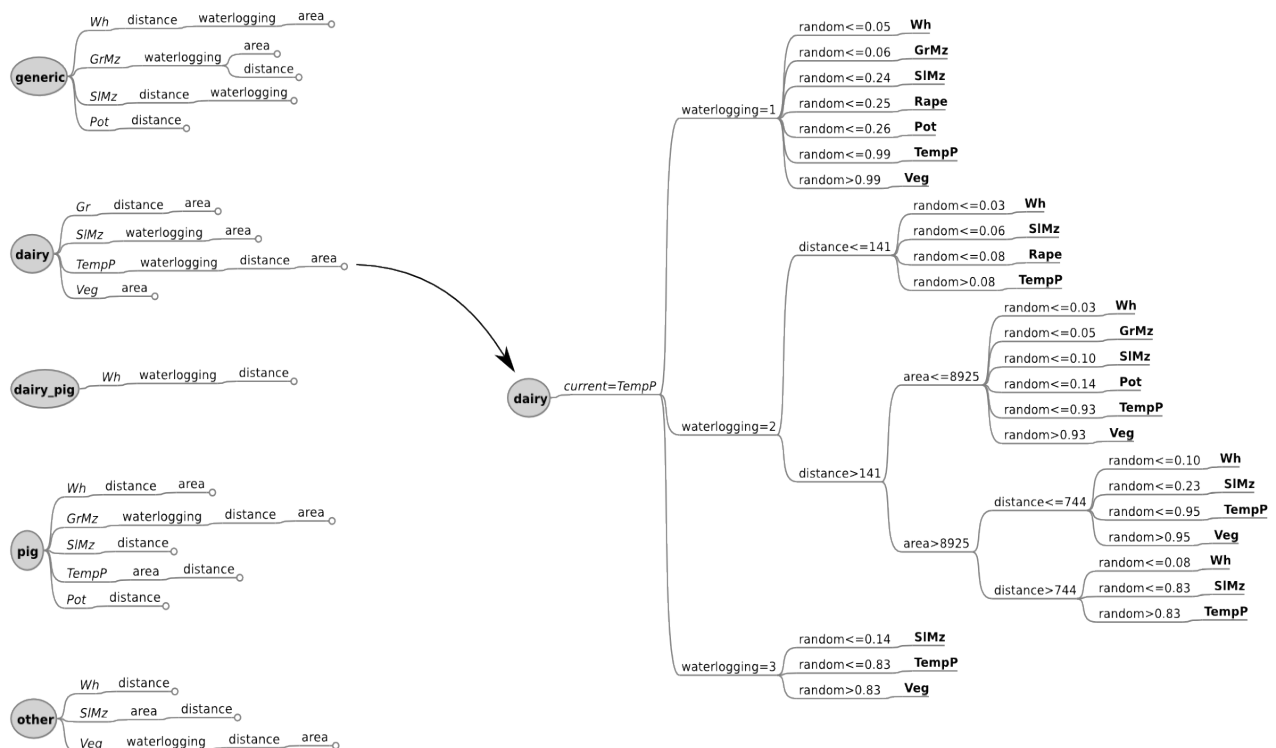 generic
Wh distance waterlogging area
GrMz waterlogging area
distance
SlMz distance waterlogging
Pot distance
dairy
Gr distance area
SlMz waterlogging area
TempP waterlogging distance area
Veg area
dairy_pig
Wh waterlogging distance
pig
Wh distance area
GrMz waterlogging distance area
SlMz distance
TempP area distance
Pot distance
other
Wh distance
SlMz area distance
Veg waterlogging distance area
dairy
current=TempP
waterlogging=1
random<=0.05 Wh
random<=0.06 GrMz
random<=0.24 SlMz
random<=0.25 Rape
random<=0.26 Pot
random<=0.99 TempP
random>0.99 Veg
waterlogging=2
distance<=141
random<=0.03 Wh
random<=0.06 SlMz
random<=0.08 Rape
random>0.08 TempP
distance>141
area<=8925
random<=0.03 Wh
random<=0.05 GrMz
random<=0.10 SlMz
random<=0.14 Pot
random<=0.93 TempP
random>0.93 Veg
area>8925
distance<=744
random<=0.10 Wh
random<=0.23 SlMz
random<=0.95 TempP
random>0.95 Veg
distance>744
random<=0.08 Wh
random<=0.83 SlMz
random>0.83 TempP
waterlogging=3
random<=0.14 SlMz
random<=0.83 TempP
random>0.83 Veg